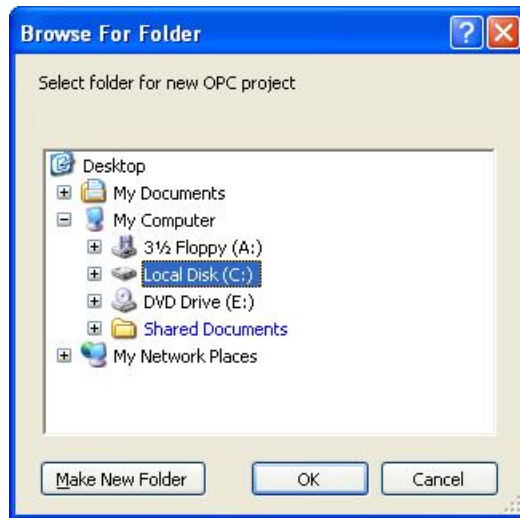 Browse For Folder
Select folder for new OPC project
Desktop
My Documents
My Computer
3½ Floppy (A:)
Local Disk (C:)
DVD Drive (E:)
Shared Documents
My Network Places
Make New Folder OK Cancel